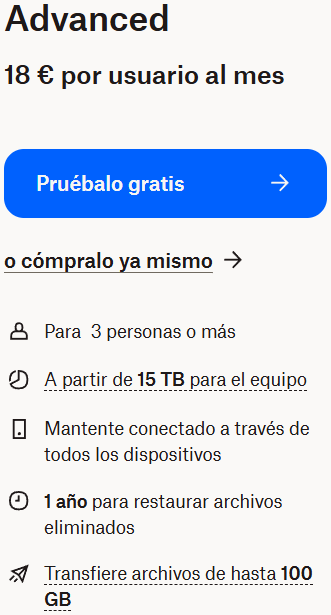 Advanced
18 € por usuario al mes
Pruébalo gratis
o cómpralo ya mismo
Para 3 personas o más
A partir de 15 TB para el equipo
Mantente conectado a través de
todos los dispositivos
1 año para restaurar archivos
eliminados
Transfiere archivos de hasta 100
GB